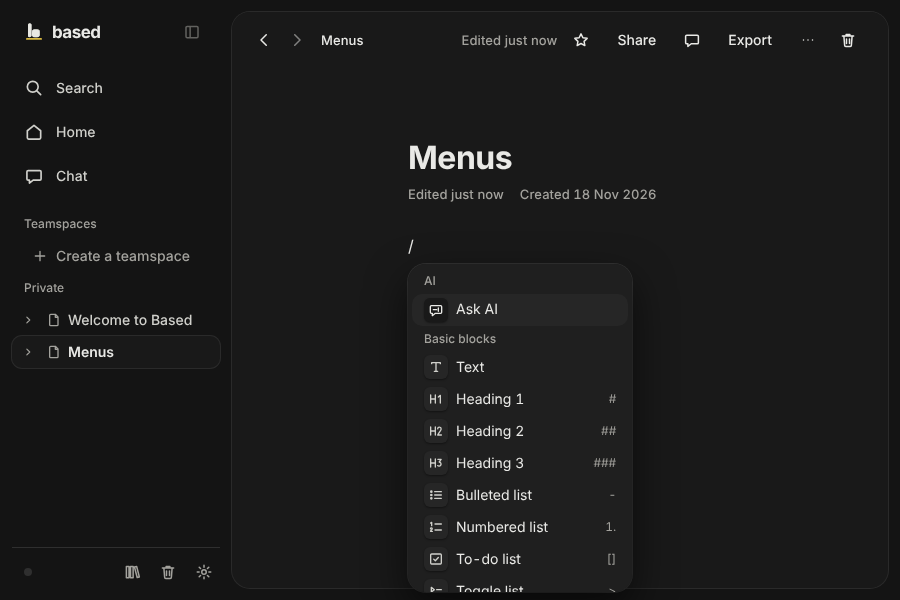 based
Search
Home
Chat
Teamspaces
Create a teamspace
Private
Welcome to Based
Menus
Menus
Edited just now
Share
Export
Menus
Edited just now Created 18 Nov 2026
/
AI
Ask AI
Basic blocks
Text
H1 Heading 1 #
H2 Heading 2 ##
H3 Heading 3 ###
Bulleted list -
Numbered list 1.
To-do list []
Toggle list >